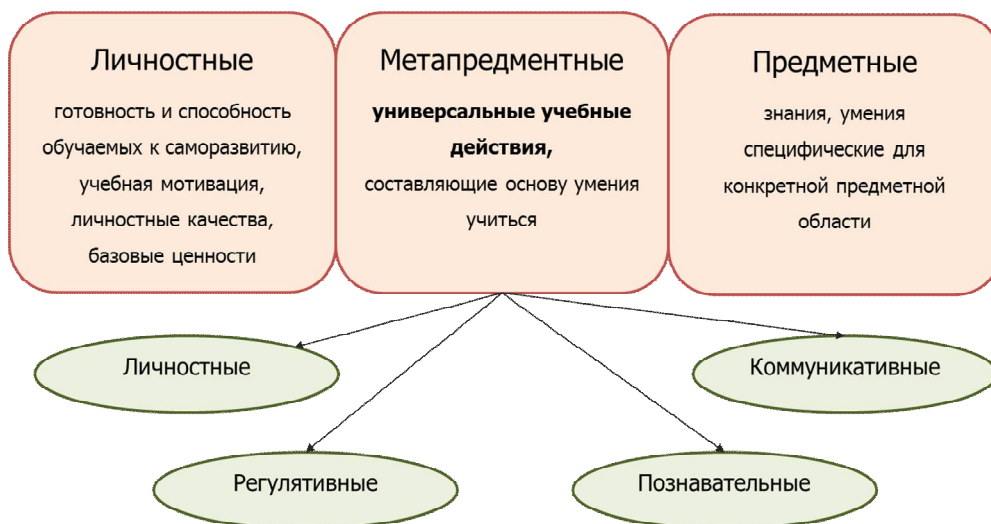 Личностные
готовность и способность
обучаемых к саморазвитию,
учебная мотивация,
личностные качества,
базовые ценности
Метапредментные
универсальные учебные
действия,
составляющие основу умения
учиться
Предметные
знания, умения
специфические для
конкретной предметной
области
Личностные
Коммуникативные
Регулятивные
Познавательные